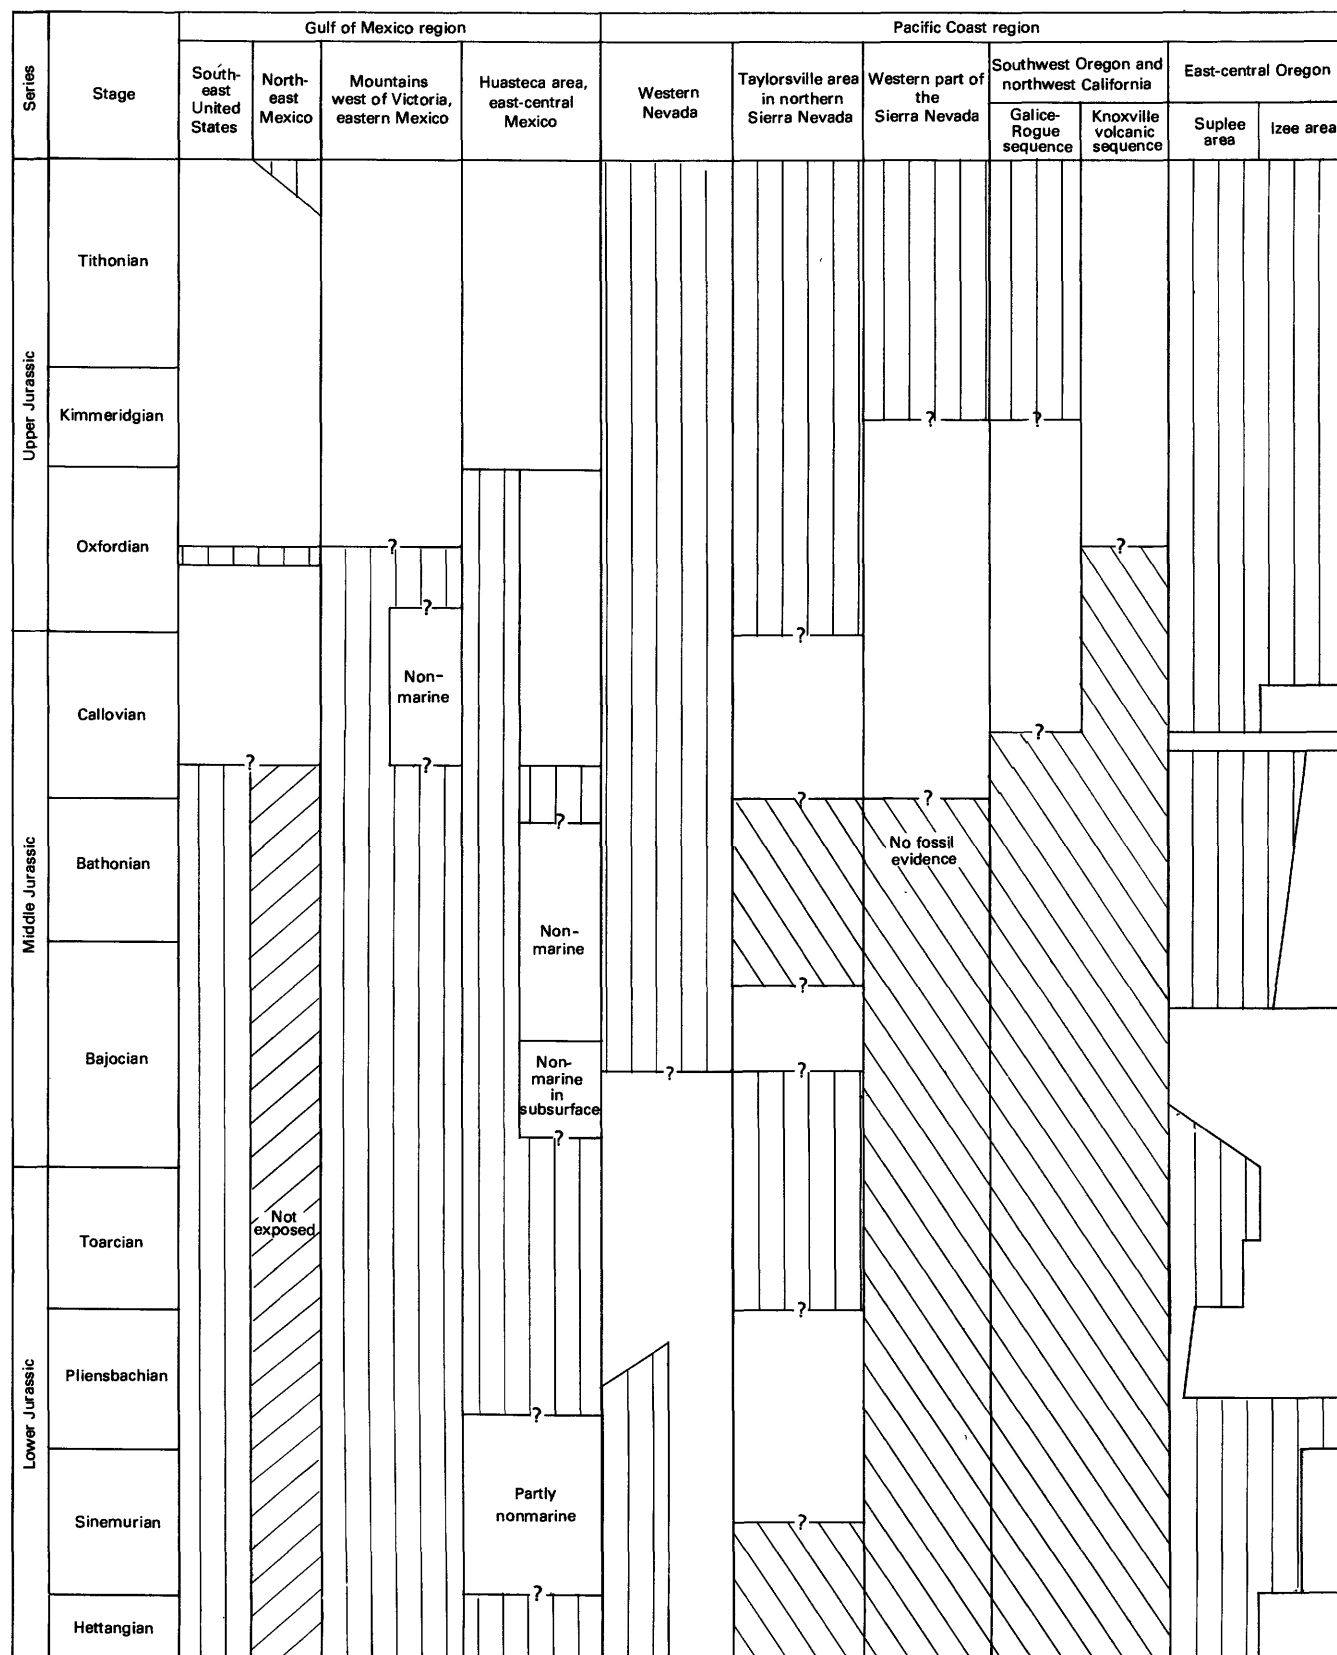 Series
Stage
Gulf of Mexico region
Pacific Coast region
South-
east
United
States
North-
east
Mexico
Mountains
west of Victoria,
eastern Mexico
Huasteca area,
east-central
Mexico
Western
Nevada
Taylorsville area
in northern
Sierra Nevada
Western part of
the
Sierra Nevada
Southwest Oregon and
northwest California
East-central Oregon
Galice-
Rogue
sequence
Knoxville
volcanic
sequence
Suplee
area
Izee area
Upper Jurassic
Tithonian
Kimmeridgian
? ?
Oxfordian
? ?
?
?
Middle Jurassic
Callovian
Non-
marine
?
? ?
? ?
?
Bathonian
No fossil
evidence
Non-
marine
?
Bajocian
Non-
marine
in
subsurface
? ?
?
Lower Jurassic
Not
exposed
Toarcian
?
Pliensbachian
?
Partly
nonmarine
Sinemurian
?
?
Hettangian